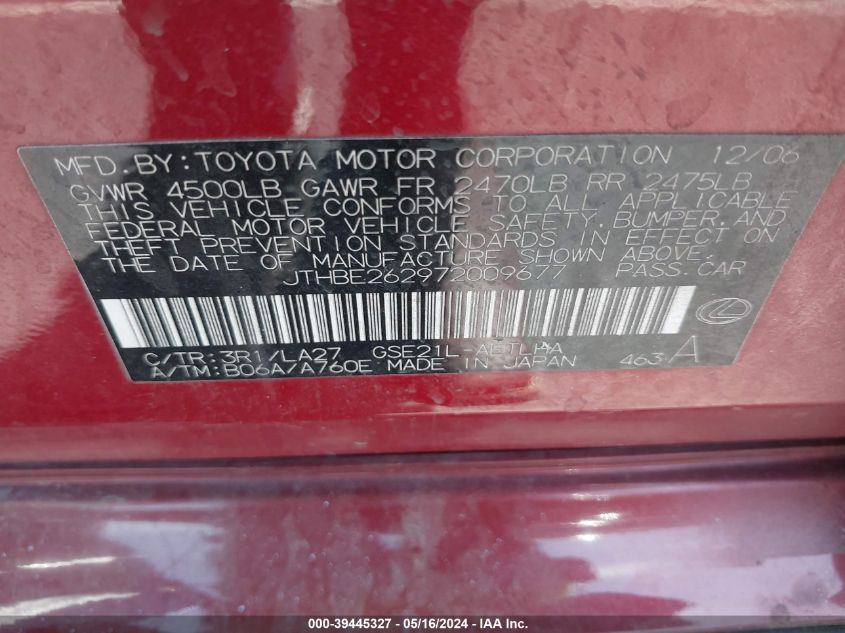 MFD. BY: TOYOTA MOTOR CORPORATION 12/06
GVWR 4500LB GAWR FR 2470LB RR 2475LB
THIS VEHICLE CONFORMS TO ALL APPLICABLE
FEDERAL MOTOR VEHICLE SAFETY, BUMPER, AND
THEFT PREVENTION STANDARDS IN EFFECT ON
THE DATE OF MANUFACTURE SHOWN ABOVE.
JTHBE262972009677 PASS. CAR
C/TR: 3R1/LA27 GSE21L-AETLHA 463 A
A/TM: B06A/A760E MADE IN JAPAN
000-39445327 - 05/16/2024 - IAA Inc.